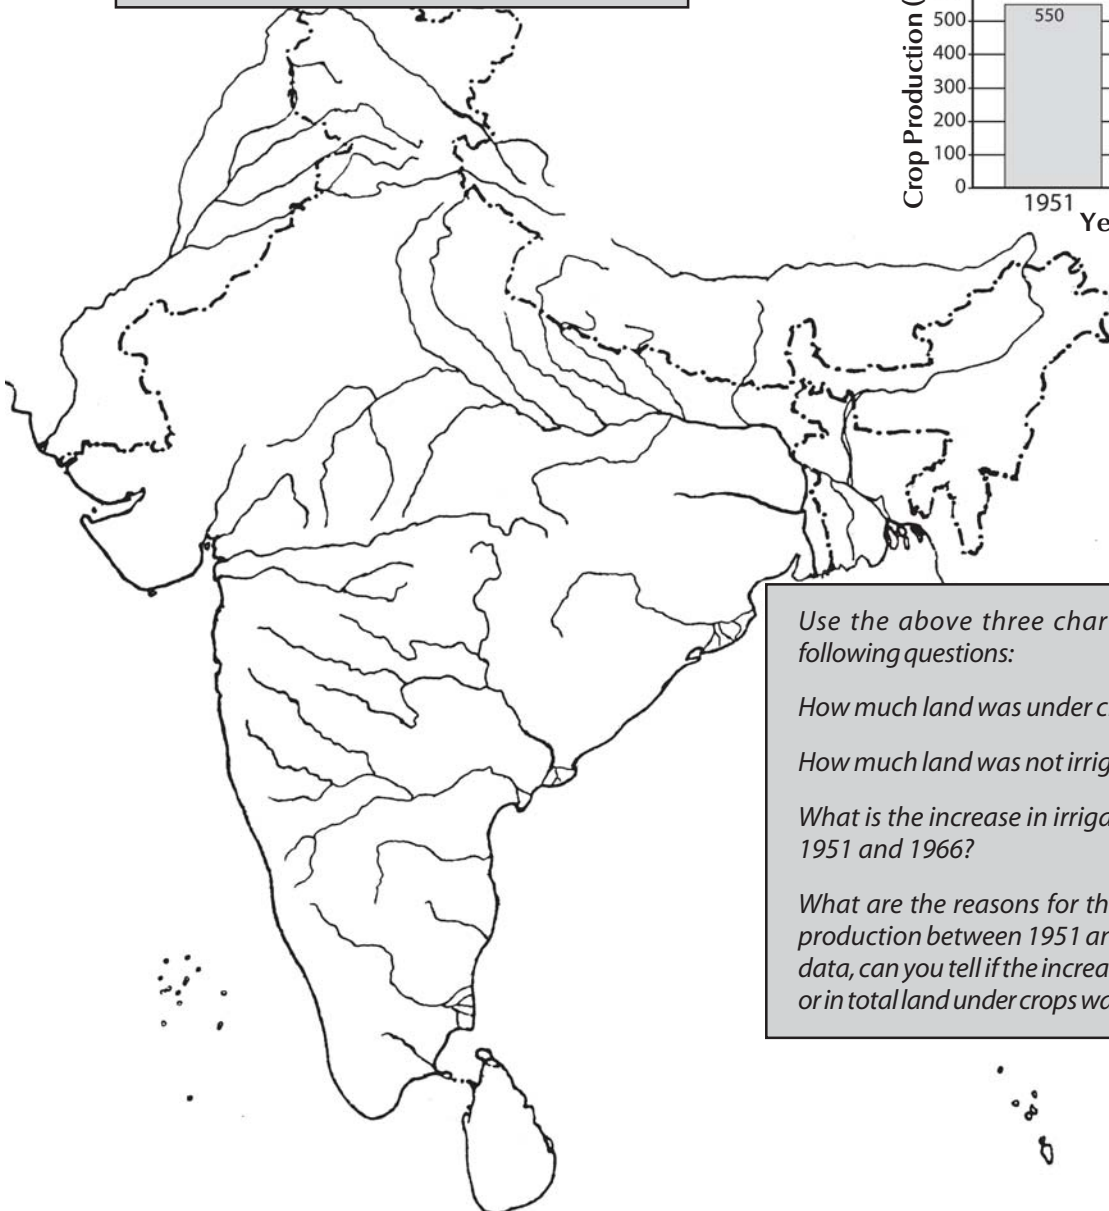 Crop Production (
500
400
300
200
100
0
550
1951
Ye
Use the above three char
following questions:
How much land was under c
How much land was not irrig
What is the increase in irriga
1951 and 1966?
What are the reasons for th
production between 1951 an
data, can you tell if the increa
or in total land under crops wa